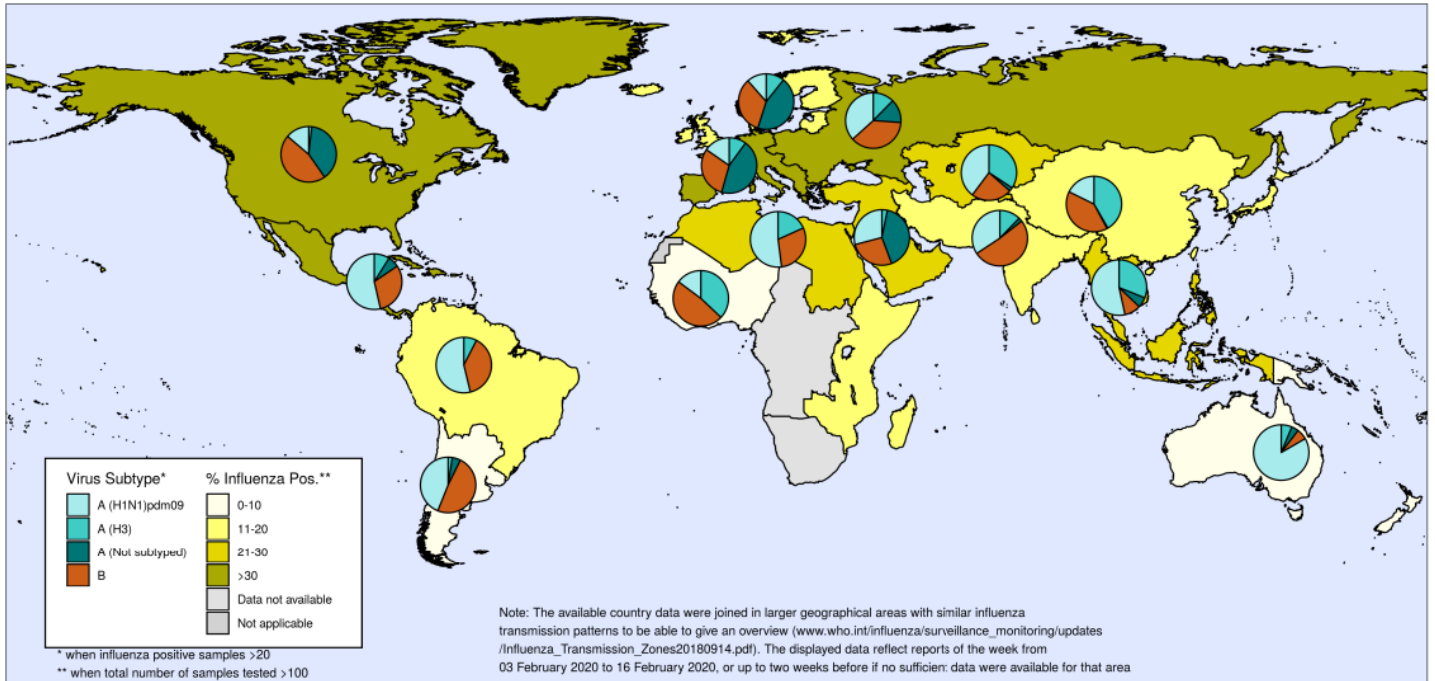 Virus Subtype*
A (H1N1)pdm09
A (H3)
A (Not subtyped)
B
% Influenza Pos.**
0-10
11-20
21-30
>30
Data not available
Not applicable
* when influenza positive samples >20
** when total number of samples tested >100
Note: The available country data were joined in larger geographical areas with similar influenza
transmission patterns to be able to give an overview (www.who.int/influenza/surveillance_monitoring/updates
/Influenza_Transmission_Zones20180914.pdf). The displayed data reflect reports of the week from
03 February 2020 to 16 February 2020, or up to two weeks before if no sufficien: data were available for that area